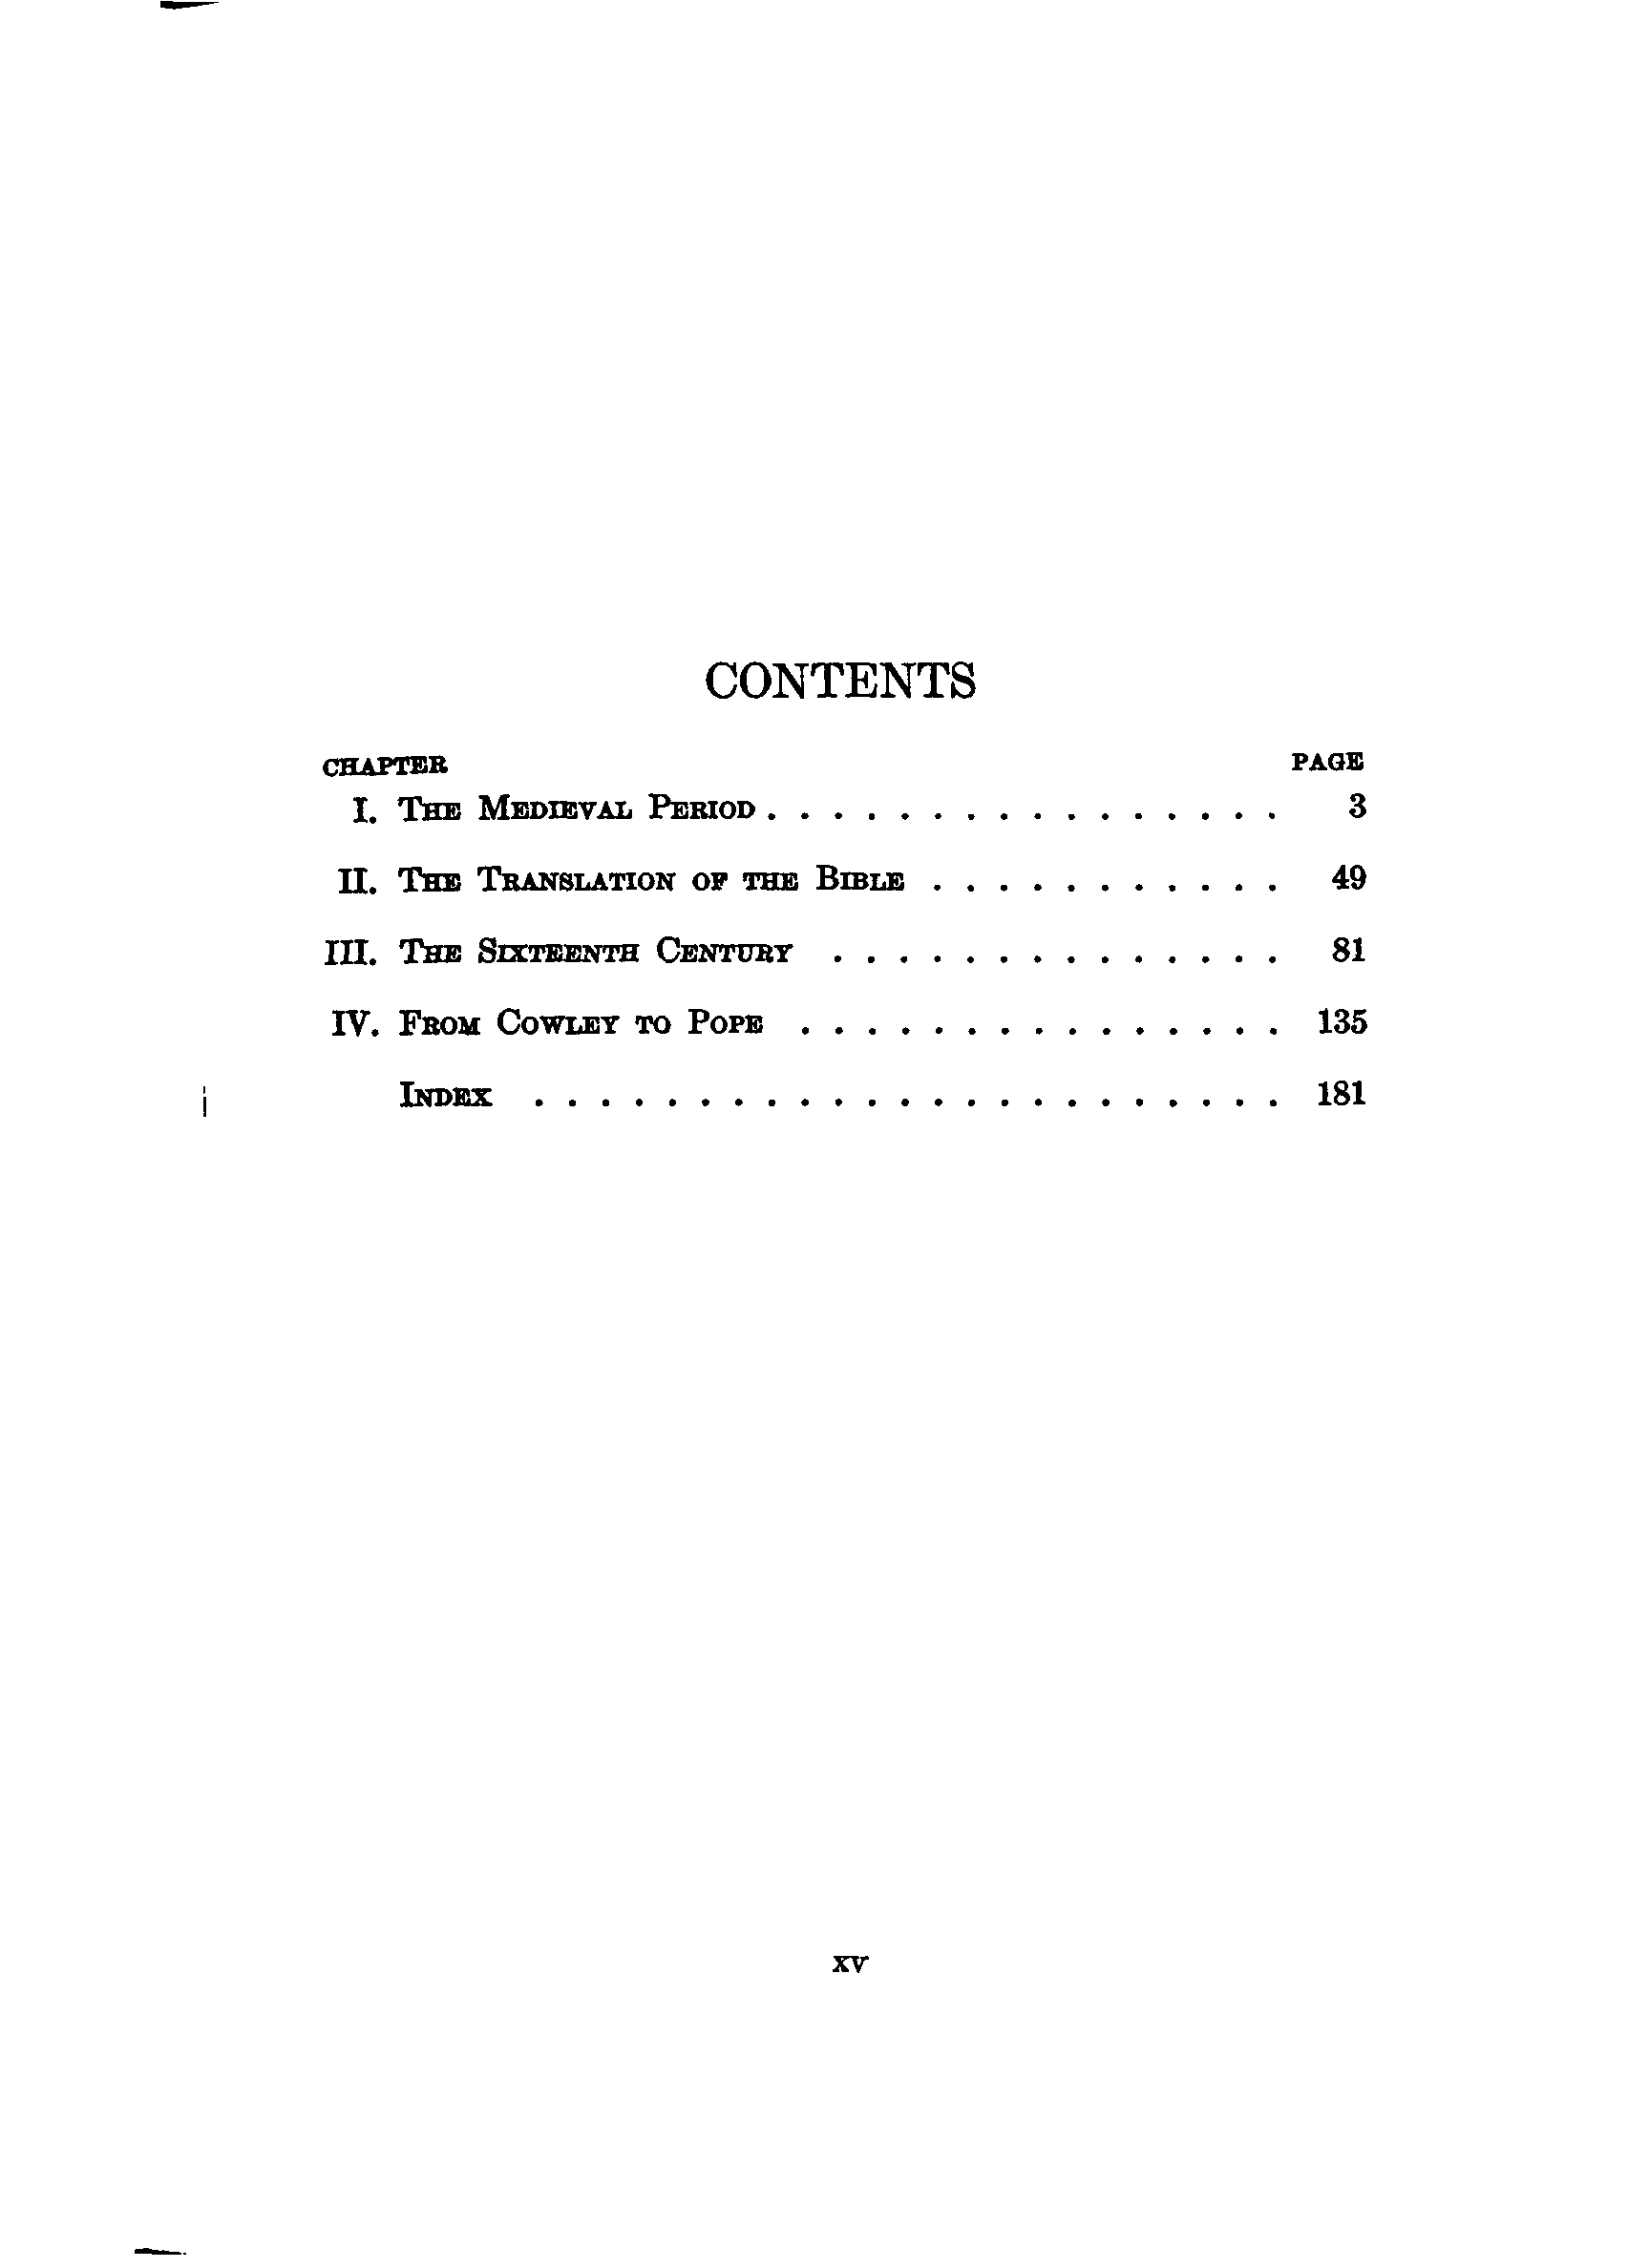 CONTENTS
CHAPTER PAGE
I. THE MEDIEVAL PERIOD . . . . . . . . . . . . . . . . 3
II. THE TRANSLATION OF THE BIBLE . . . . . . . . . . . 49
III. THE SIXTEENTH CENTURY . . . . . . . . . . . . . . 81
IV. FROM COWLEY TO POPE . . . . . . . . . . . . . . . 135
INDEX . . . . . . . . . . . . . . . . . . . . . . . 181
xv